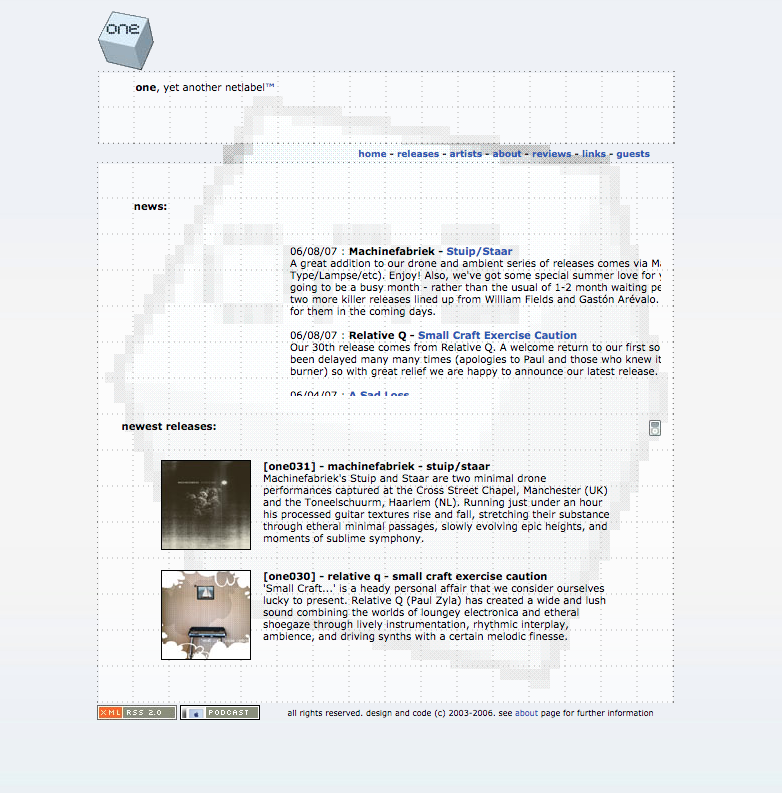 one
one, yet another netlabel™
home - releases - artists - about - reviews - links - guests
news:
06/08/07 : Machinefabriek - Stuip/Staar
A great addition to our drone and ambient series of releases comes via
Type/Lampse/etc). Enjoy! Also, we've got some special summer love for
going to be a busy month - rather than the usual of 1-2 month waiting
two more killer releases lined up from William Fields and Gastón Arévalo.
for them in the coming days.
06/08/07 : Relative Q - Small Craft Exercise Caution
Our 30th release comes from Relative Q. A welcome return to our first so
been delayed many many times (apologies to Paul and those who knew it
burner) so with great relief we are happy to announce our latest release.
06/04/07 : A Sad Loss
newest releases:
[one031] - machinefabriek - stuip/staar
Machinefabriek's Stuip and Staar are two minimal drone
performances captured at the Cross Street Chapel, Manchester (UK)
and the Toneelschuurm, Haarlem (NL). Running just under an hour
his processed guitar textures rise and fall, stretching their substance
through etheral minimal passages, slowly evolving epic heights, and
moments of sublime symphony.
[one030] - relative q - small craft exercise caution
'Small Craft...' is a heady personal affair that we consider ourselves
lucky to present. Relative Q (Paul Zyla) has created a wide and lush
sound combining the worlds of loungey electronica and etheral
shoegaze through lively instrumentation, rhythmic interplay,
ambience, and driving synths with a certain melodic finesse.
XML RSS 2.0 PODCAST all rights reserved. design and code (c) 2003-2006. see about page for further information